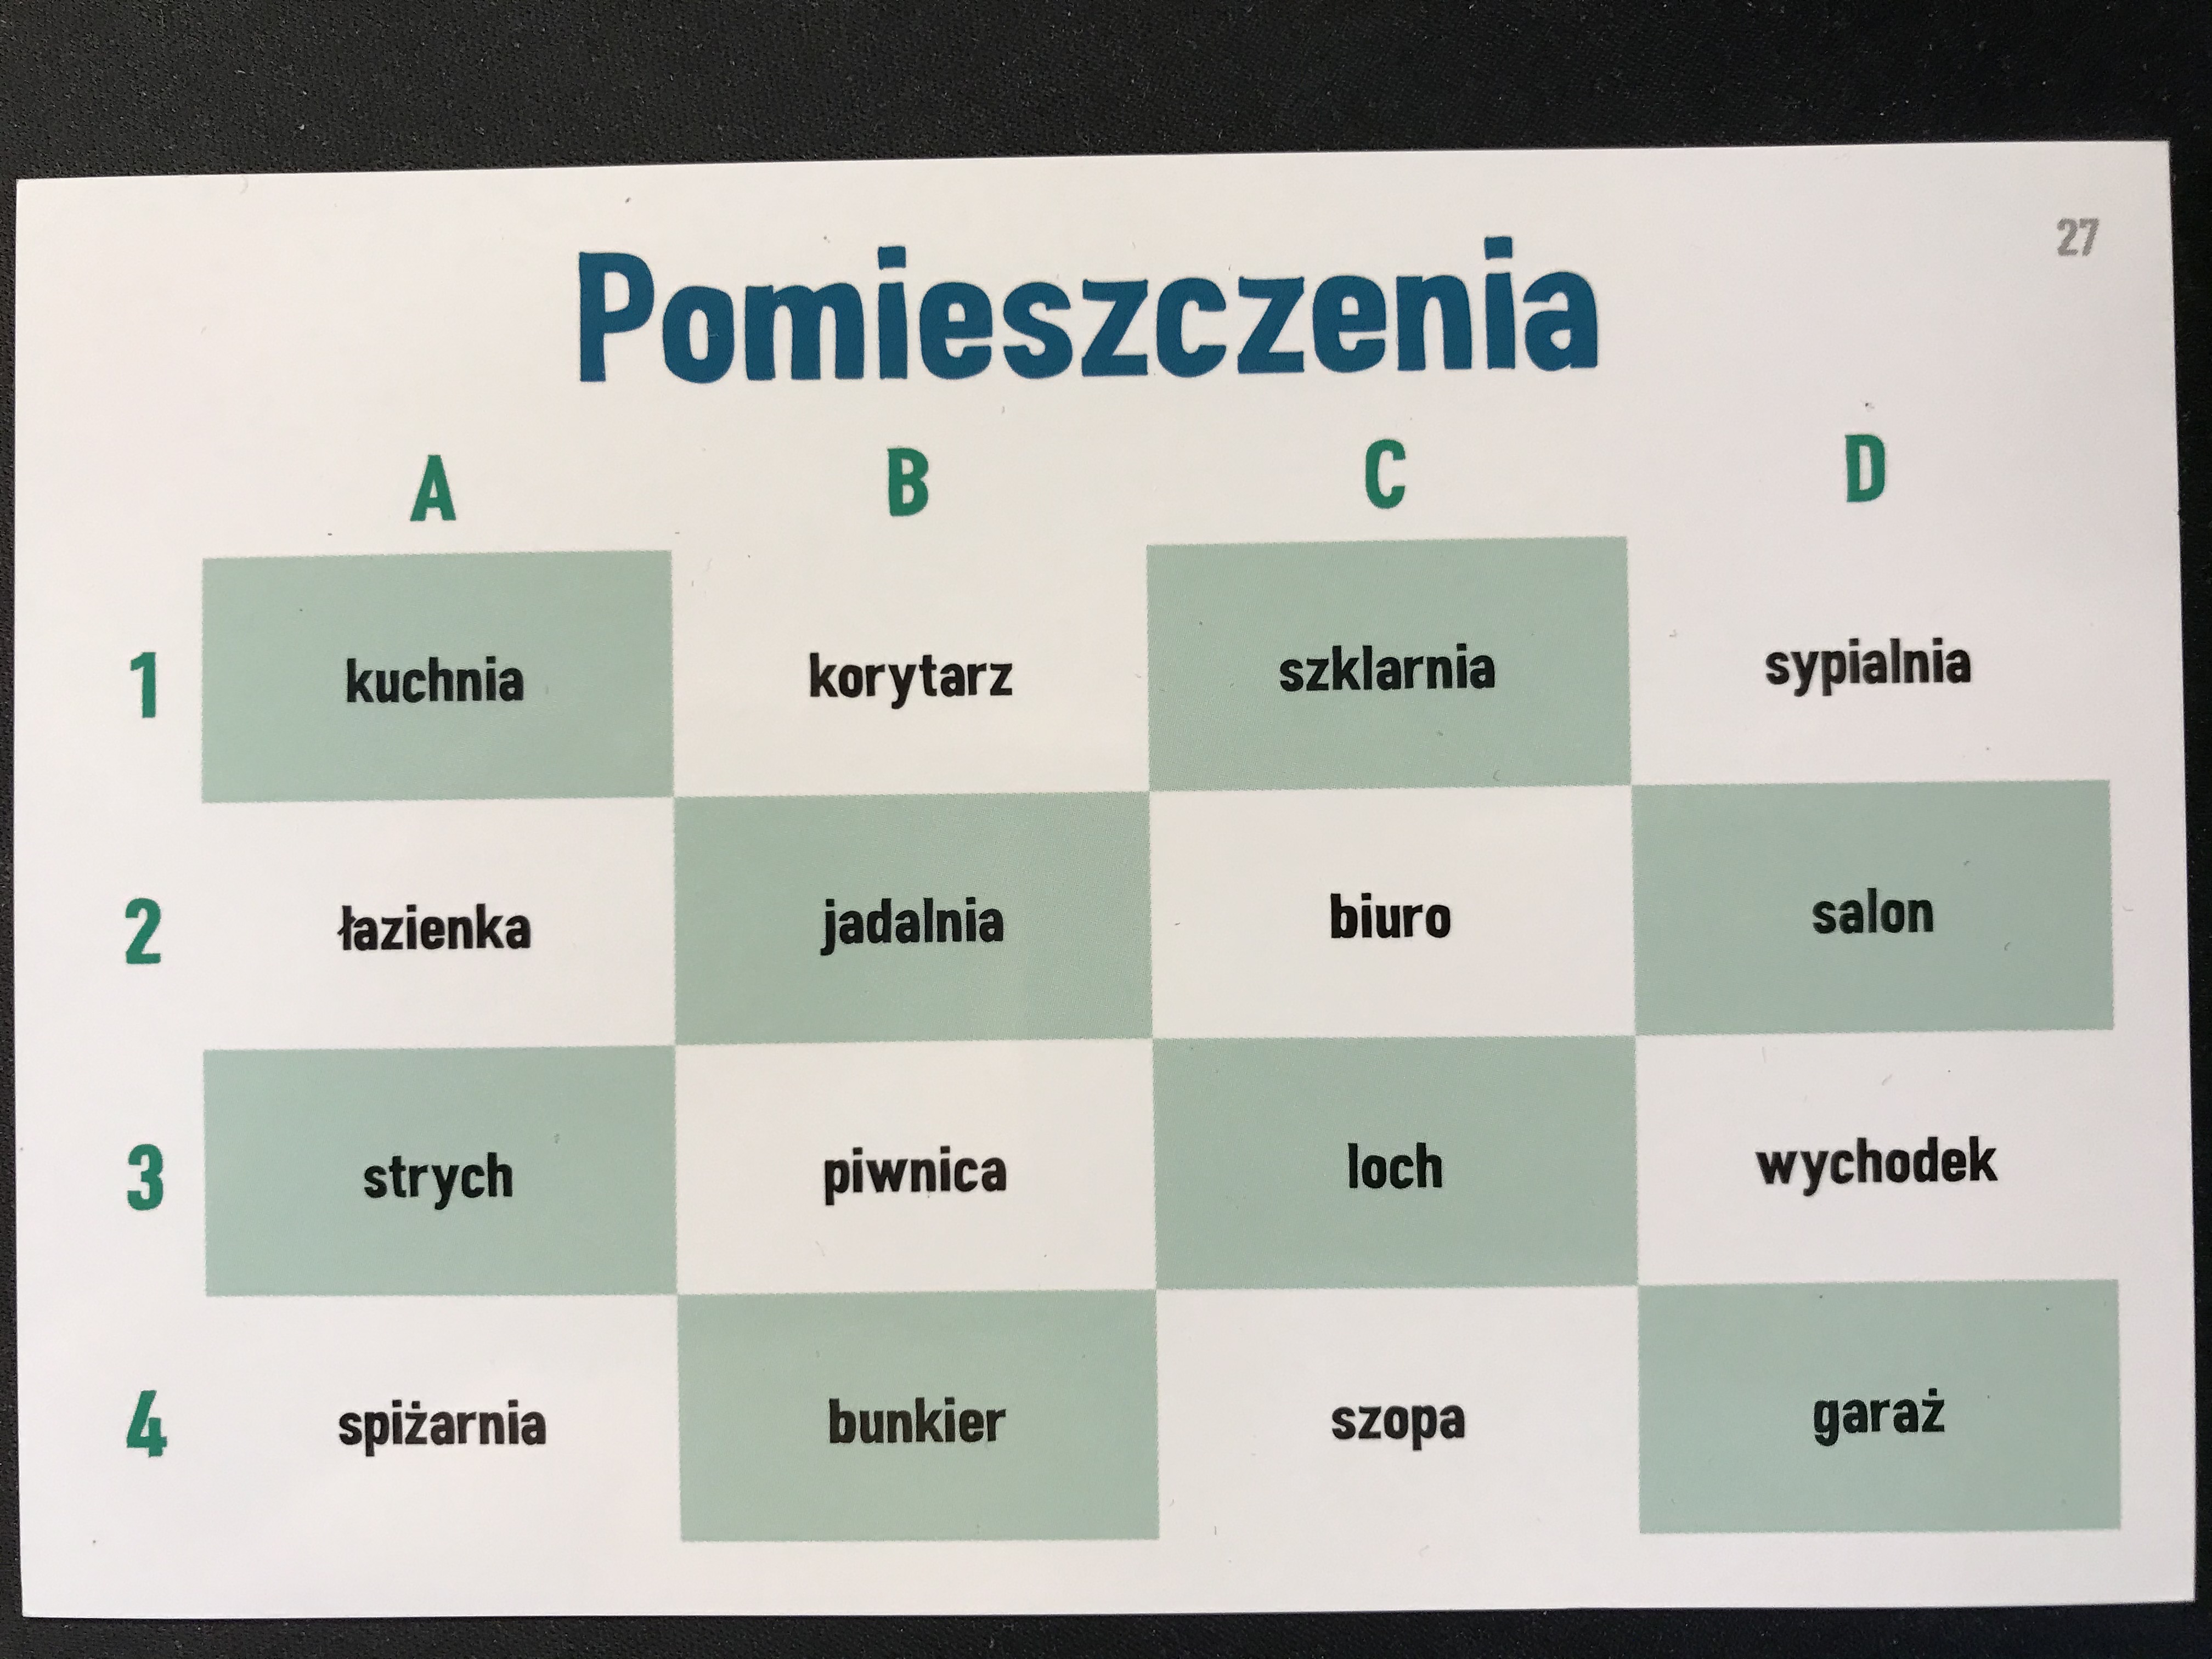 27
Pomieszczenia
A B C D
1 kuchnia korytarz szklarnia sypialnia
2 łazienka jadalnia biuro salon
3 strych piwnica loch wychodek
4 spiżarnia bunkier szopa garaż